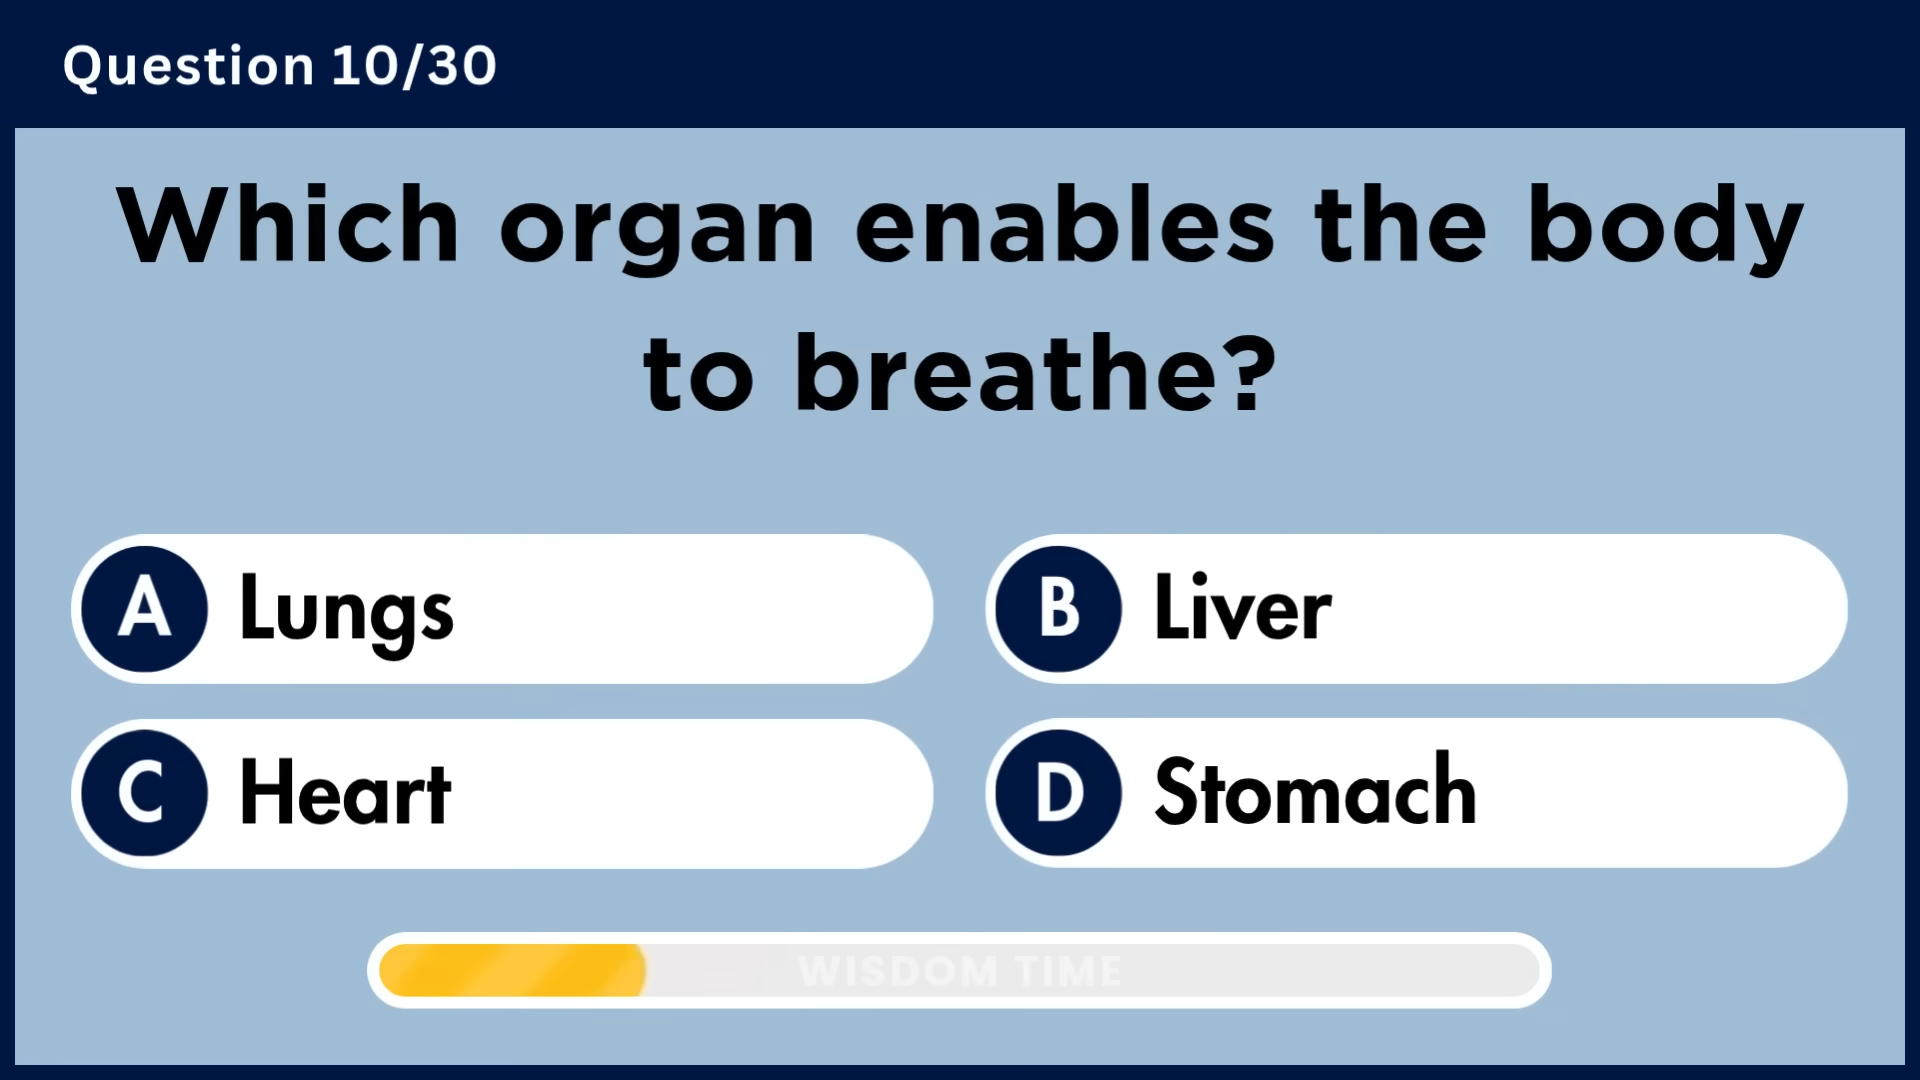 Question 10/30
Which organ enables the body
to breathe?
A Lungs
B Liver
C Heart
D Stomach
WISDOM TIME